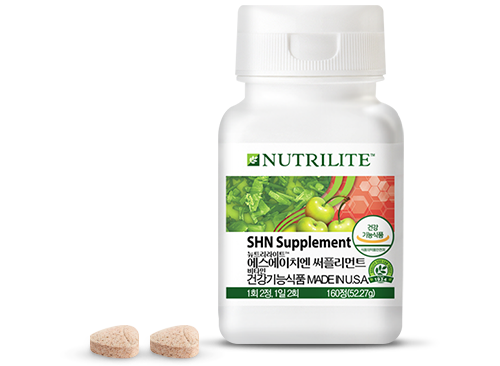 NUTRILITE™
건강
기능식품
SHN Supplement
뉴트리라이트™
에스에이치엔 써플리먼트
비타민
건강기능식품 MADE IN U.S.A
1회 2정, 1일 2회 160정(52.27g)